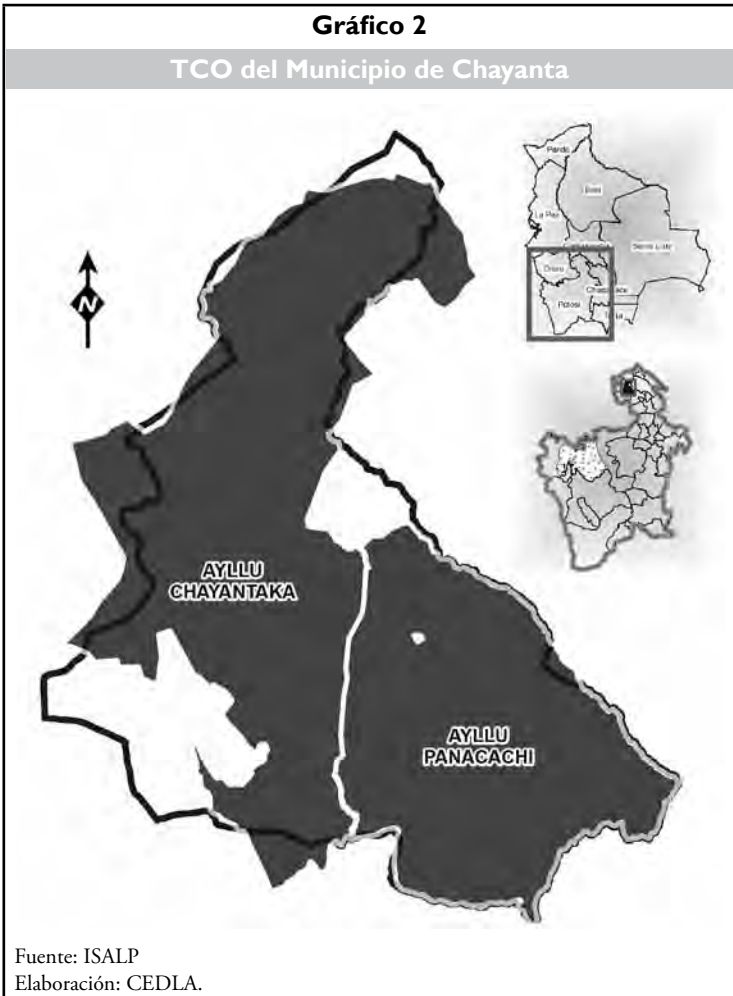 Gráfico 2
TCO del Municipio de Chayanta
Pando
Beni
La Paz
Santa Cruz
Oruro
Chuquisaca
Potosí
N
AYLLU
CHAYANTAKA
AYLLU
PANACACHI
Fuente: ISALP
Elaboración: CEDLA.